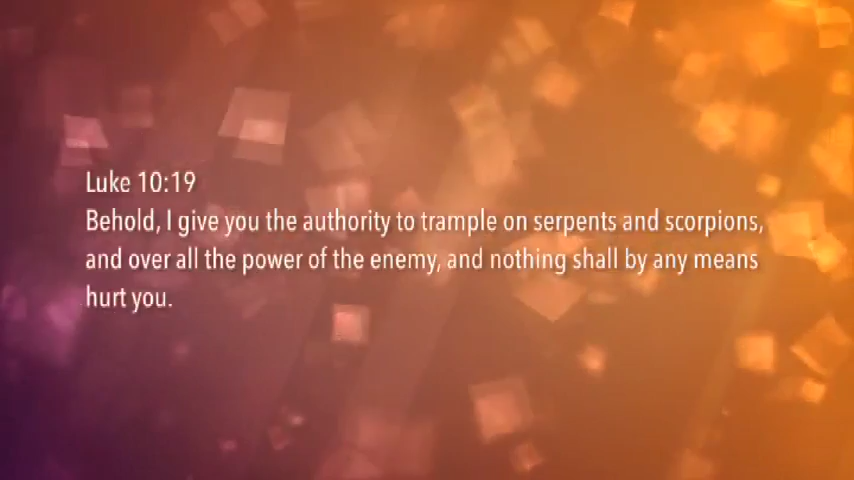 Luke 10:19
Behold, I give you the authority to trample on serpents and scorpions,
and over all the power of the enemy, and nothing shall by any means
hurt you.